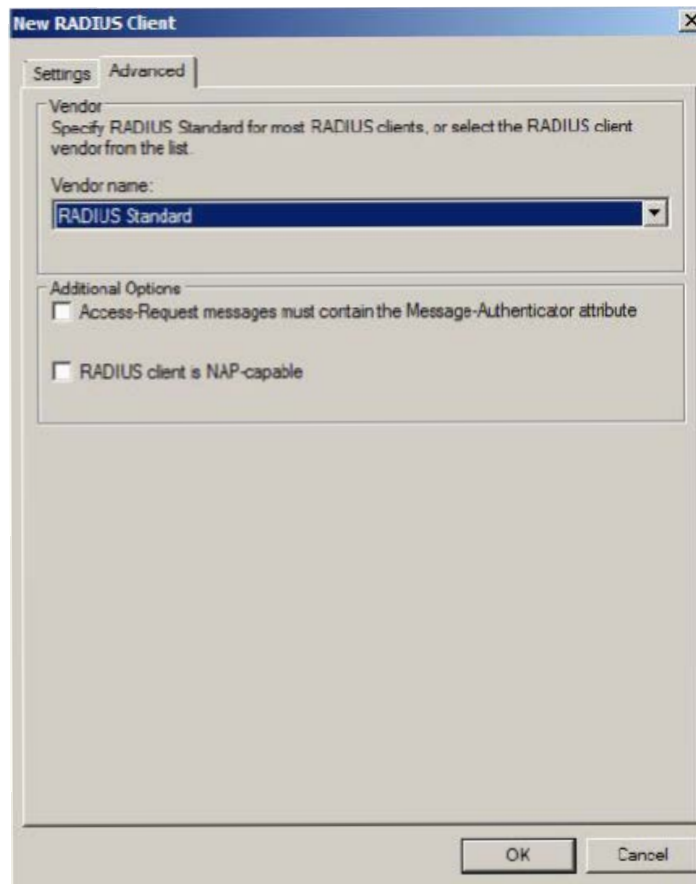 New RADIUS Client
Settings
Advanced
Vendor
Specify RADIUS Standard for most RADIUS clients, or select the RADIUS client
vendor from the list.
Vendor name:
RADIUS Standard
Additional Options
Access-Request messages must contain the Message-Authenticator attribute
RADIUS client is NAP-capable
OK
Cancel